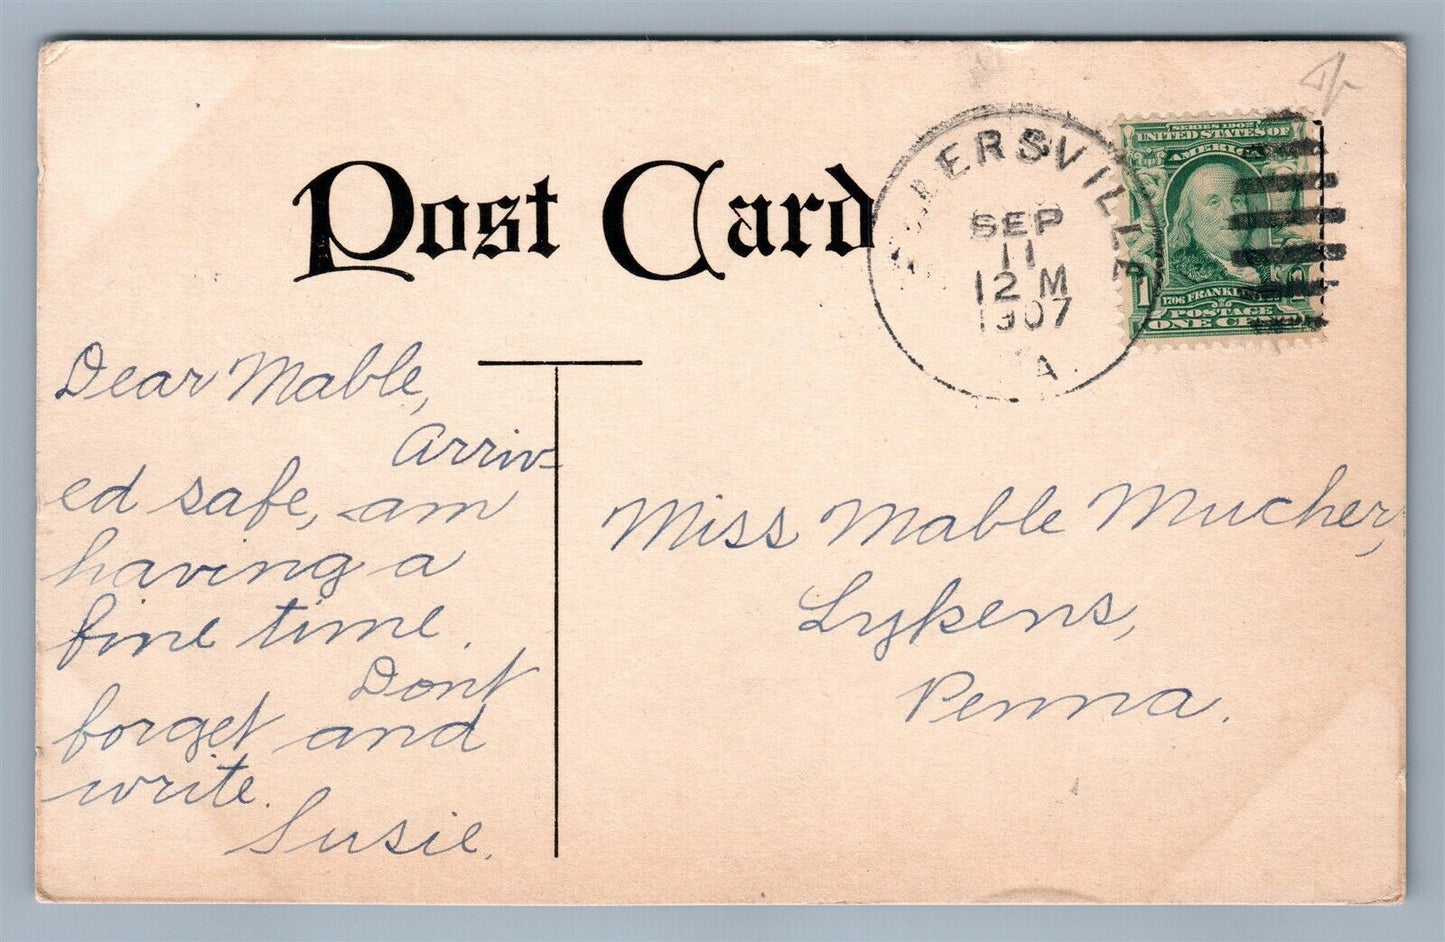 Post Card
ERSVILLE
SEP
11
12 M
1907
A.
SERIES 1902
UNITED STATES OF
AMERICA
1
1706 FRANKLIN
POSTAGE
ONE CENT
Dear Mable,
Arriv-
ed safe, am
having a
fine time.
Dont
forget and
write.
Susie.
Miss Mable Mucher,
Lykens,
Penna.